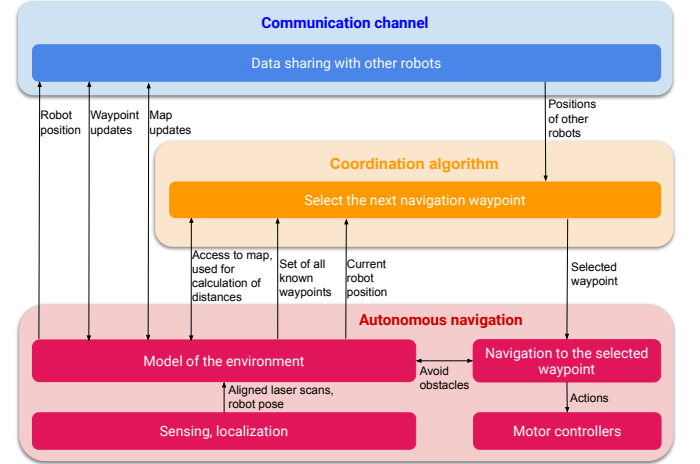 Communication channel
Data sharing with other robots
Robot
position
Waypoint
updates
Map
updates
Positions
of other
robots
Coordination algorithm
Select the next navigation waypoint
Access to map,
used for
calculation of
distances
Set of all
known
waypoints
Current
robot
position
Selected
waypoint
Autonomous navigation
Model of the environment
Navigation to the selected
waypoint
Avoid
obstacles
Aligned laser scans,
robot pose
Actions
Sensing, localization
Motor controllers